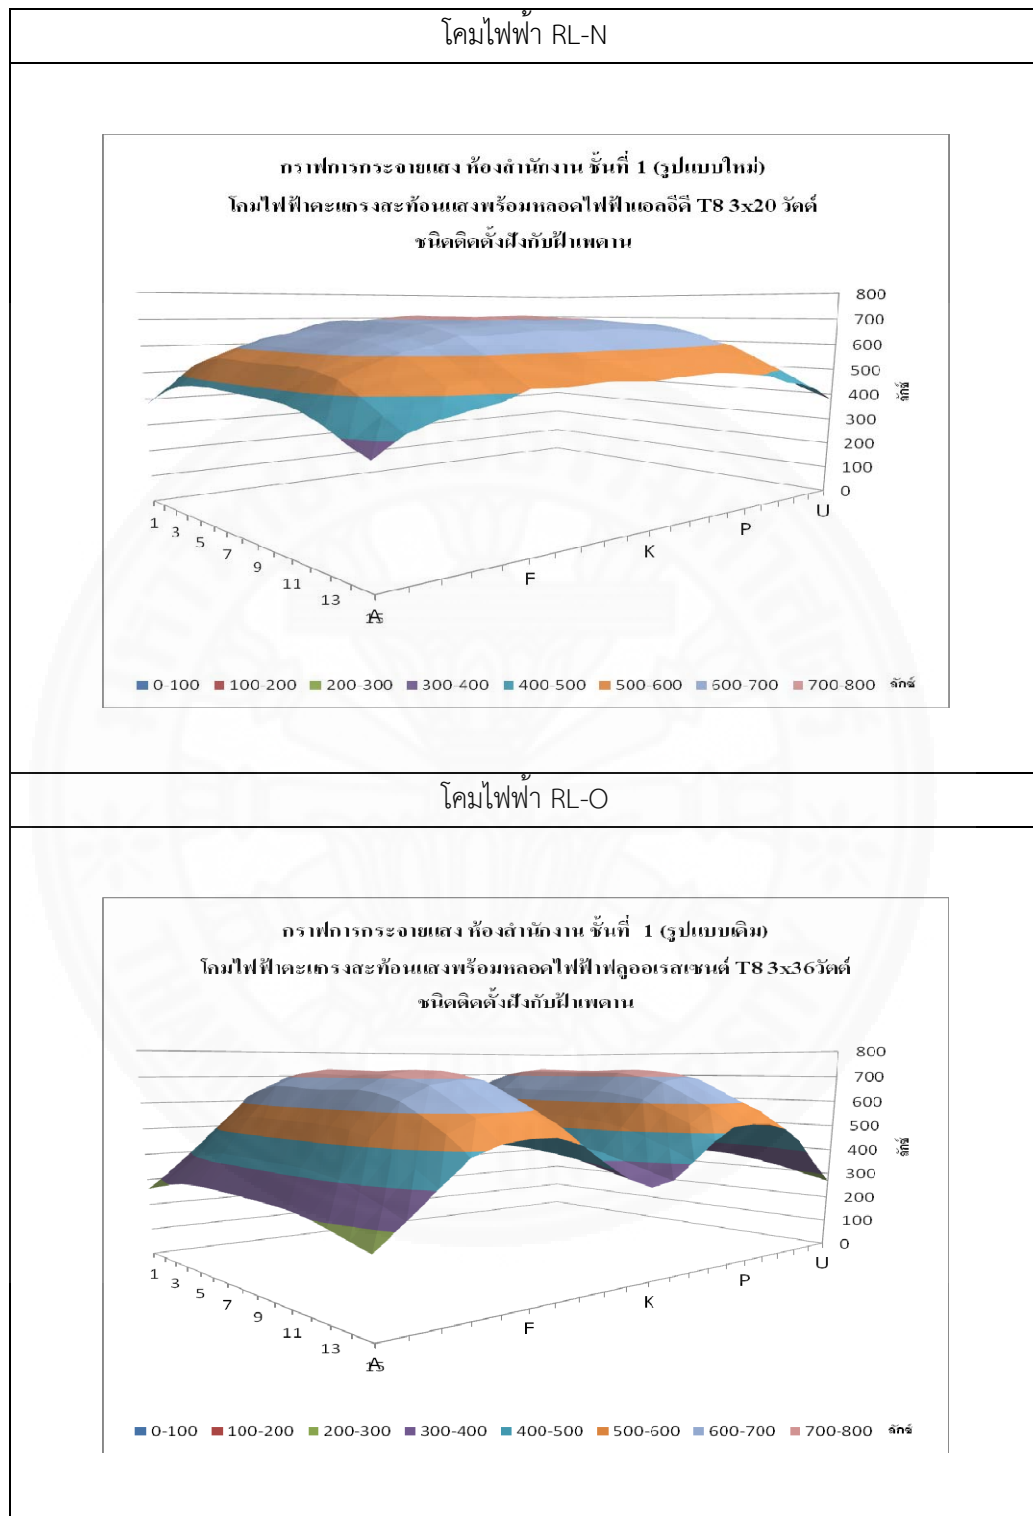 โคมไฟฟ้า RL-N
กราฟการกระจายแสง ห้องสำนักงาน ชั้นที่ 1 (รูปแบบใหม่)
โคมไฟฟ้าตะแกรงสะท้อนแสงพร้อมหลอดไฟฟ้าแอลอีดี T8 3x20 วัตต์
ชนิดติดตั้งฝังกับฝ้าเพดาน
800
700
600
500
400
300
200
100
0
ลักซ์
1 3 5 7 9 11 13 15
A F K P U
0-100 100-200 200-300 300-400 400-500 500-600 600-700 700-800 ลักซ์
โคมไฟฟ้า RL-O
กราฟการกระจายแสง ห้องสำนักงาน ชั้นที่ 1 (รูปแบบเดิม)
โคมไฟฟ้าตะแกรงสะท้อนแสงพร้อมหลอดไฟฟ้าฟลูออเรสเซนต์ T8 3x36วัตต์
ชนิดติดตั้งฝังกับฝ้าเพดาน
800
700
600
500
400
300
200
100
0
ลักซ์
1 3 5 7 9 11 13 15
A F K P U
0-100 100-200 200-300 300-400 400-500 500-600 600-700 700-800 ลักซ์